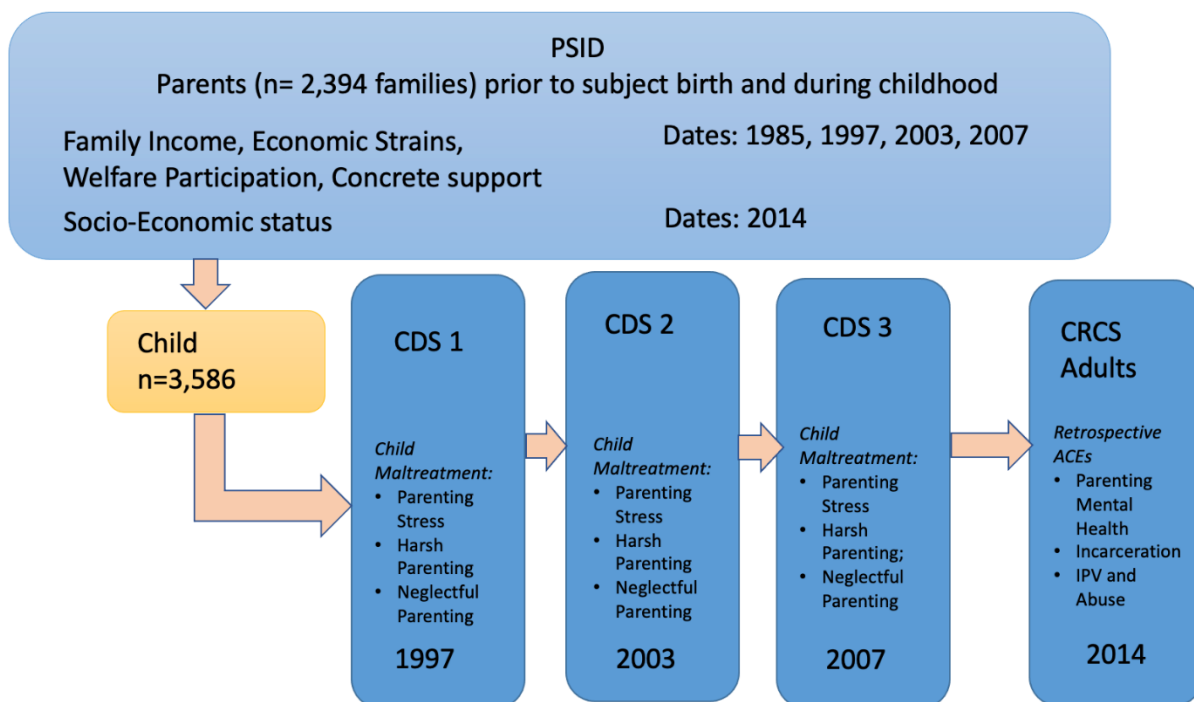 PSID
Parents (n= 2,394 families) prior to subject birth and during childhood
Family Income, Economic Strains,
Welfare Participation, Concrete support
Dates: 1985, 1997, 2003, 2007
Socio-Economic status
Dates: 2014
Child
n=3,586
CDS 1
Child
Maltreatment:
• Parenting
Stress
• Harsh
Parenting
• Neglectful
Parenting
1997
CDS 2
Child
Maltreatment:
• Parenting
Stress
• Harsh
Parenting
• Neglectful
Parenting
2003
CDS 3
Child
Maltreatment:
• Parenting
Stress
• Harsh
Parenting;
• Neglectful
Parenting
2007
CRCS
Adults
Retrospective
ACEs
• Parenting
Mental
Health
• Incarceration
• IPV and
Abuse
2014